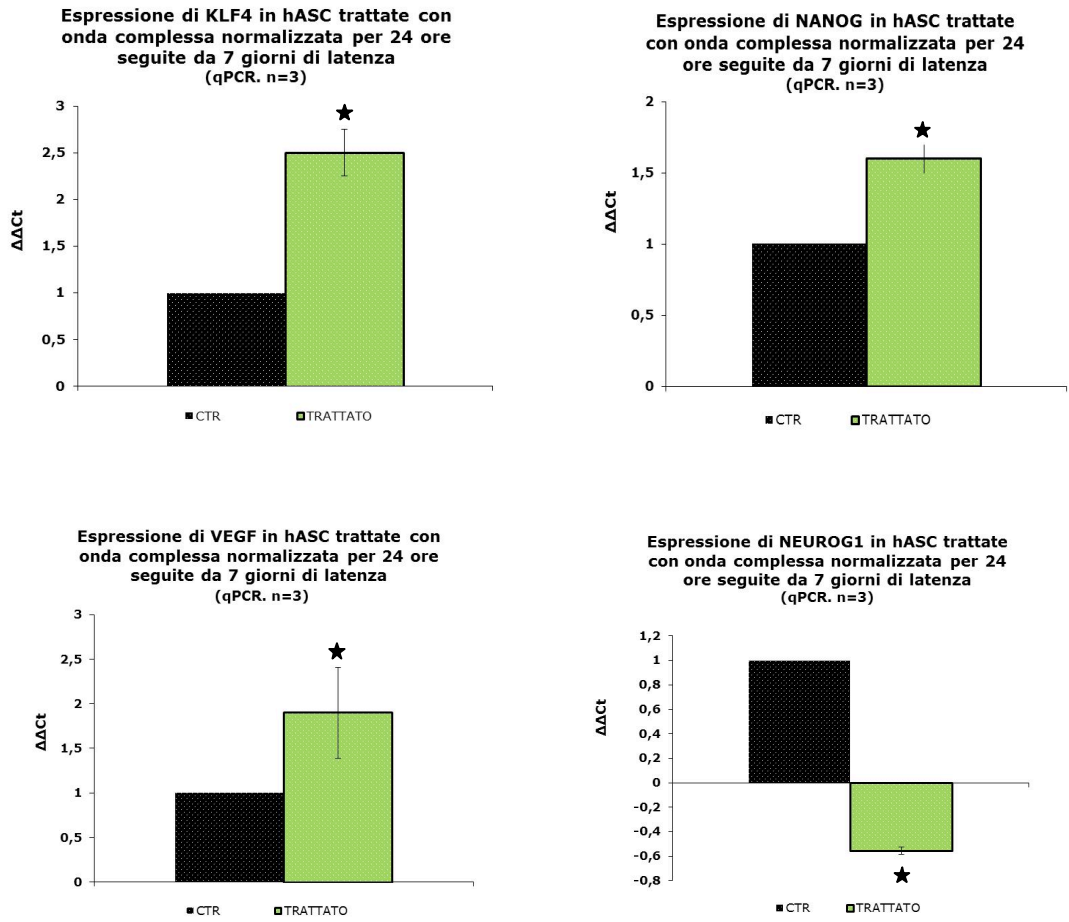 Espressione di KLF4 in hASC trattate con
onda complessa normalizzata per 24 ore
seguite da 7 giorni di latenza
(qPCR. n=3)
3
2,5
2
1,5
1
0,5
0
ΔΔCt
CTR
TRATTATO
Espressione di NANOG in hASC trattate
con onda complessa normalizzata per 24
ore seguite da 7 giorni di latenza
(qPCR. n=3)
2
1,5
1
0,5
0
ΔΔCt
CTR
TRATTATO
Espressione di VEGF in hASC trattate con
onda complessa normalizzata per 24 ore
seguite da 7 giorni di latenza
(qPCR. n=3)
3
2,5
2
1,5
1
0,5
0
ΔΔCt
CTR
TRATTATO
Espressione di NEUROG1 in hASC trattate
con onda complessa normalizzata per 24
ore seguite da 7 giorni di latenza
(qPCR. n=3)
1,2
1
0,8
0,6
0,4
0,2
0
-0,2
-0,4
-0,6
-0,8
ΔΔCt
CTR
TRATTATO